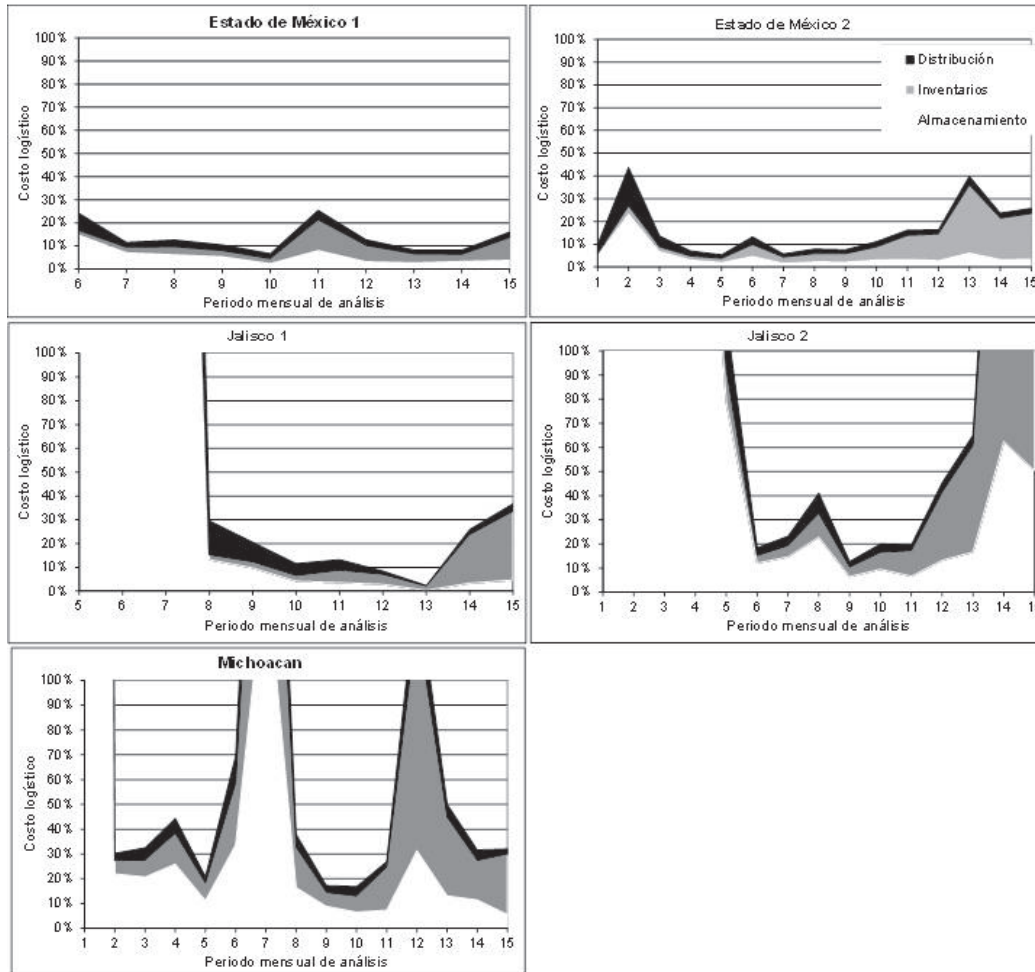 Estado de México 1
100%
90%
80%
70%
60%
50%
40%
30%
20%
10%
0%
Costo logístico
6 7 8 9 10 11 12 13 14 15
Periodo mensual de análisis
Estado de México 2
100%
90%
80%
70%
60%
50%
40%
30%
20%
10%
0%
Costo logístico
Distribución
Inventarios
Almacenamiento
1 2 3 4 5 6 7 8 9 10 11 12 13 14 15
Periodo mensual de análisis
Jalisco 1
100%
90%
80%
70%
60%
50%
40%
30%
20%
10%
0%
Costo logístico
5 6 7 8 9 10 11 12 13 14 15
Periodo mensual de análisis
Jalisco 2
100%
90%
80%
70%
60%
50%
40%
30%
20%
10%
0%
Costo logístico
1 2 3 4 5 6 7 8 9 10 11 12 13 14 1
Periodo mensual de análisis
Michoacan
100%
90%
80%
70%
60%
50%
40%
30%
20%
10%
0%
Costo logístico
1 2 3 4 5 6 7 8 9 10 11 12 13 14 15
Periodo mensual de análisis